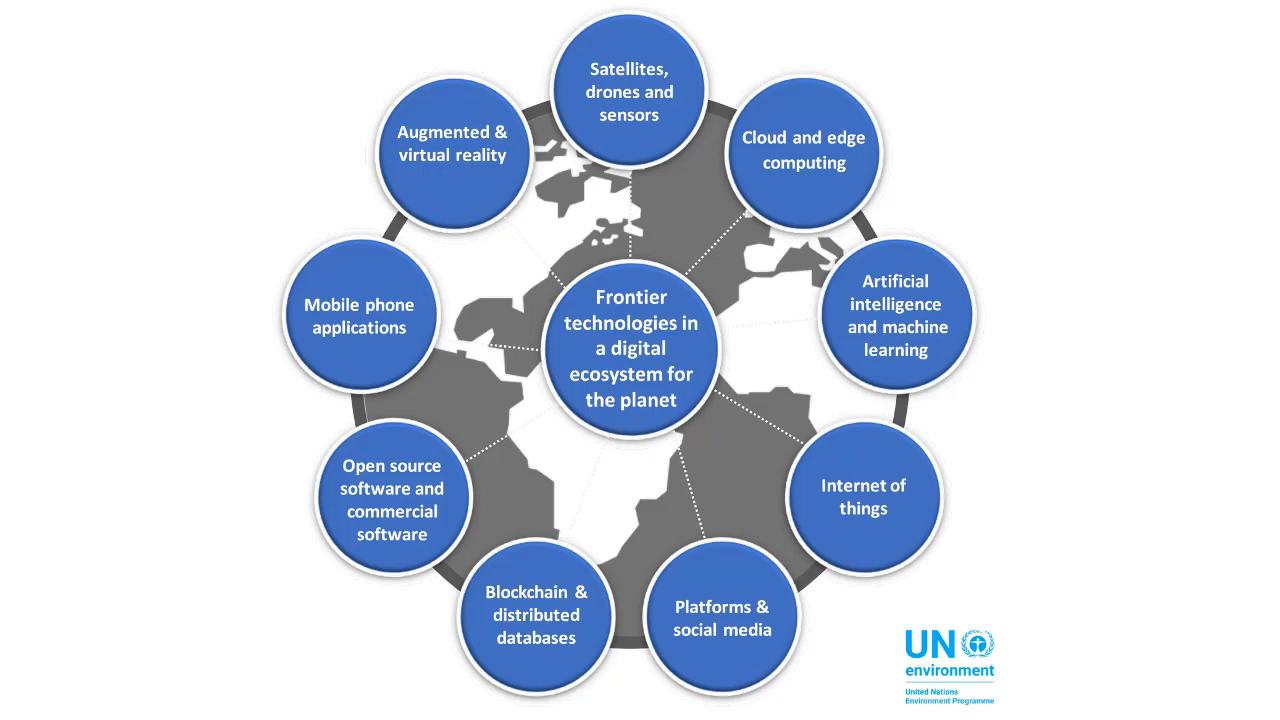 Satellites,
drones and
sensors
Cloud and edge
computing
Artificial
intelligence
and machine
learning
Internet of
things
Platforms &
social media
Blockchain &
distributed
databases
Open source
software and
commercial
software
Mobile phone
applications
Augmented &
virtual reality
Frontier
technologies in
a digital
ecosystem for
the planet
UN
environment
United Nations
Environment Programme